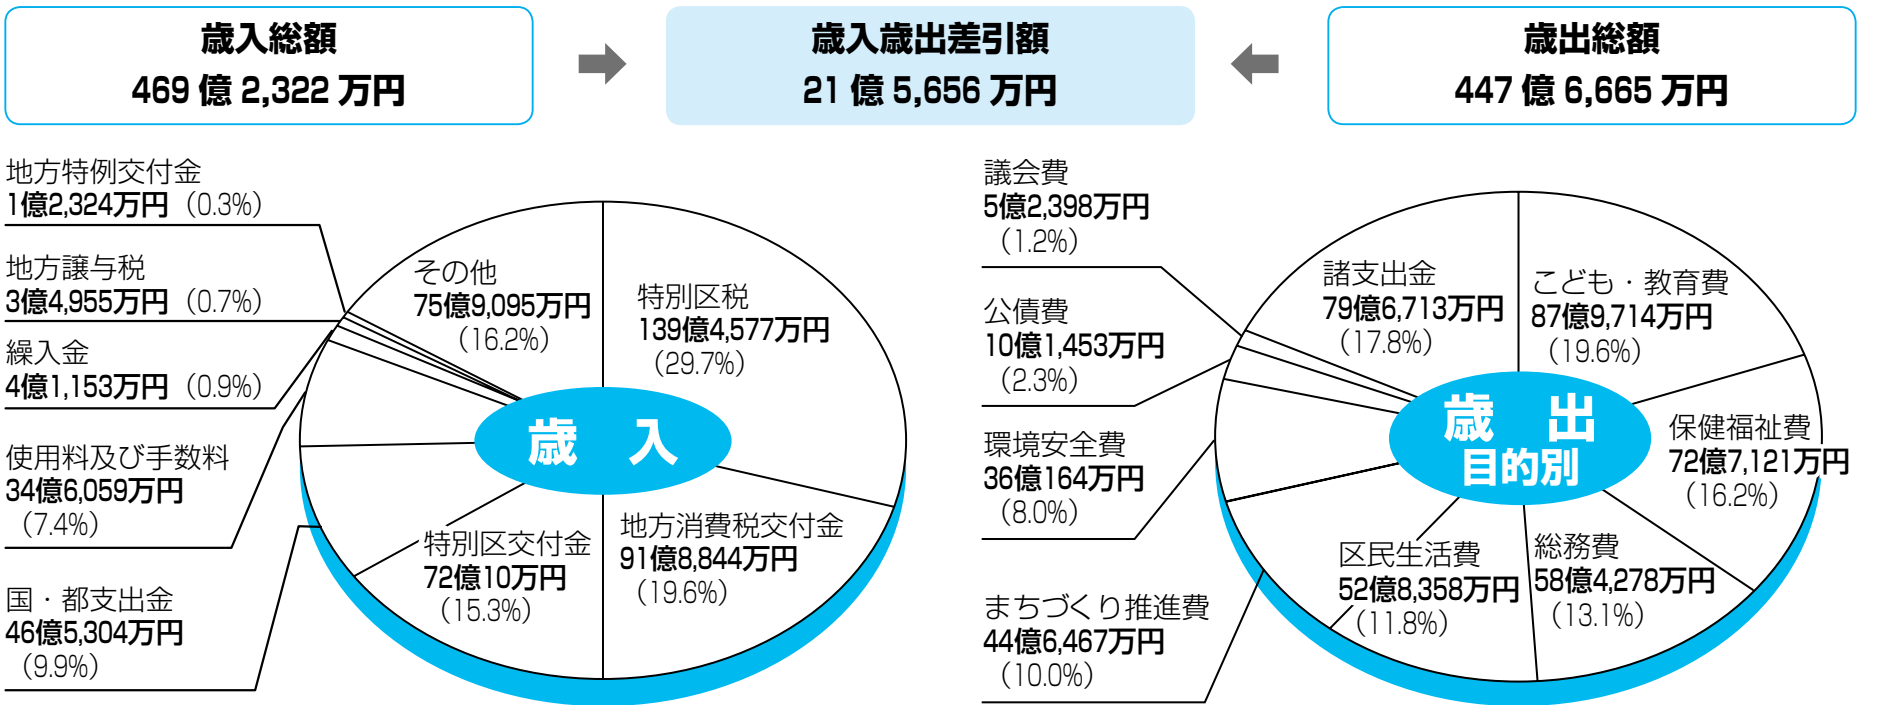 歳入総額
469 億 2,322 万円
歳入歳出差引額
21 億 5,656 万円
歳出総額
447 億 6,665 万円
地方特例交付金
1億2,324万円（0.3%）
地方譲与税
3億4,955万円（0.7%）
繰入金
4億1,153万円（0.9%）
使用料及び手数料
34億6,059万円
（7.4%）
国・都支出金
46億5,304万円
（9.9%）
その他
75億9,095万円
（16.2%）
特別区税
139億4,577万円
（29.7%）
歳 入
特別区交付金
72億10万円
（15.3%）
地方消費税交付金
91億8,844万円
（19.6%）
議会費
5億2,398万円
（1.2%）
公債費
10億1,453万円
（2.3%）
環境安全費
36億164万円
（8.0%）
まちづくり推進費
44億6,467万円
（10.0%）
諸支出金
79億6,713万円
（17.8%）
こども・教育費
87億9,714万円
（19.6%）
歳 出
目的別
保健福祉費
72億7,121万円
（16.2%）
区民生活費
52億8,358万円
（11.8%）
総務費
58億4,278万円
（13.1%）